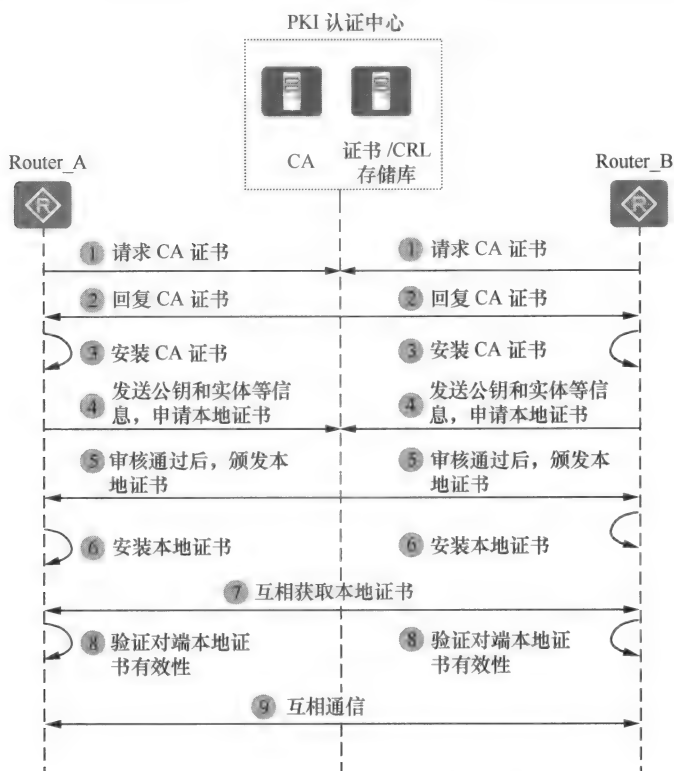 PKI 认证中心
CA
证书 /CRL
存储库
Router_A
Router_B
R
R
1 请求 CA 证书
1 请求 CA 证书
2 回复 CA 证书
2 回复 CA 证书
3 安装 CA 证书
3 安装 CA 证书
4 发送公钥和实体等信
息，申请本地证书
4 发送公钥和实体等信
息，申请本地证书
5 审核通过后，颁发本
地证书
5 审核通过后，颁发本
地证书
6 安装本地证书
6 安装本地证书
7 互相获取本地证书
8 验证对端本地证
书有效性
8 验证对端本地证
书有效性
9 互相通信